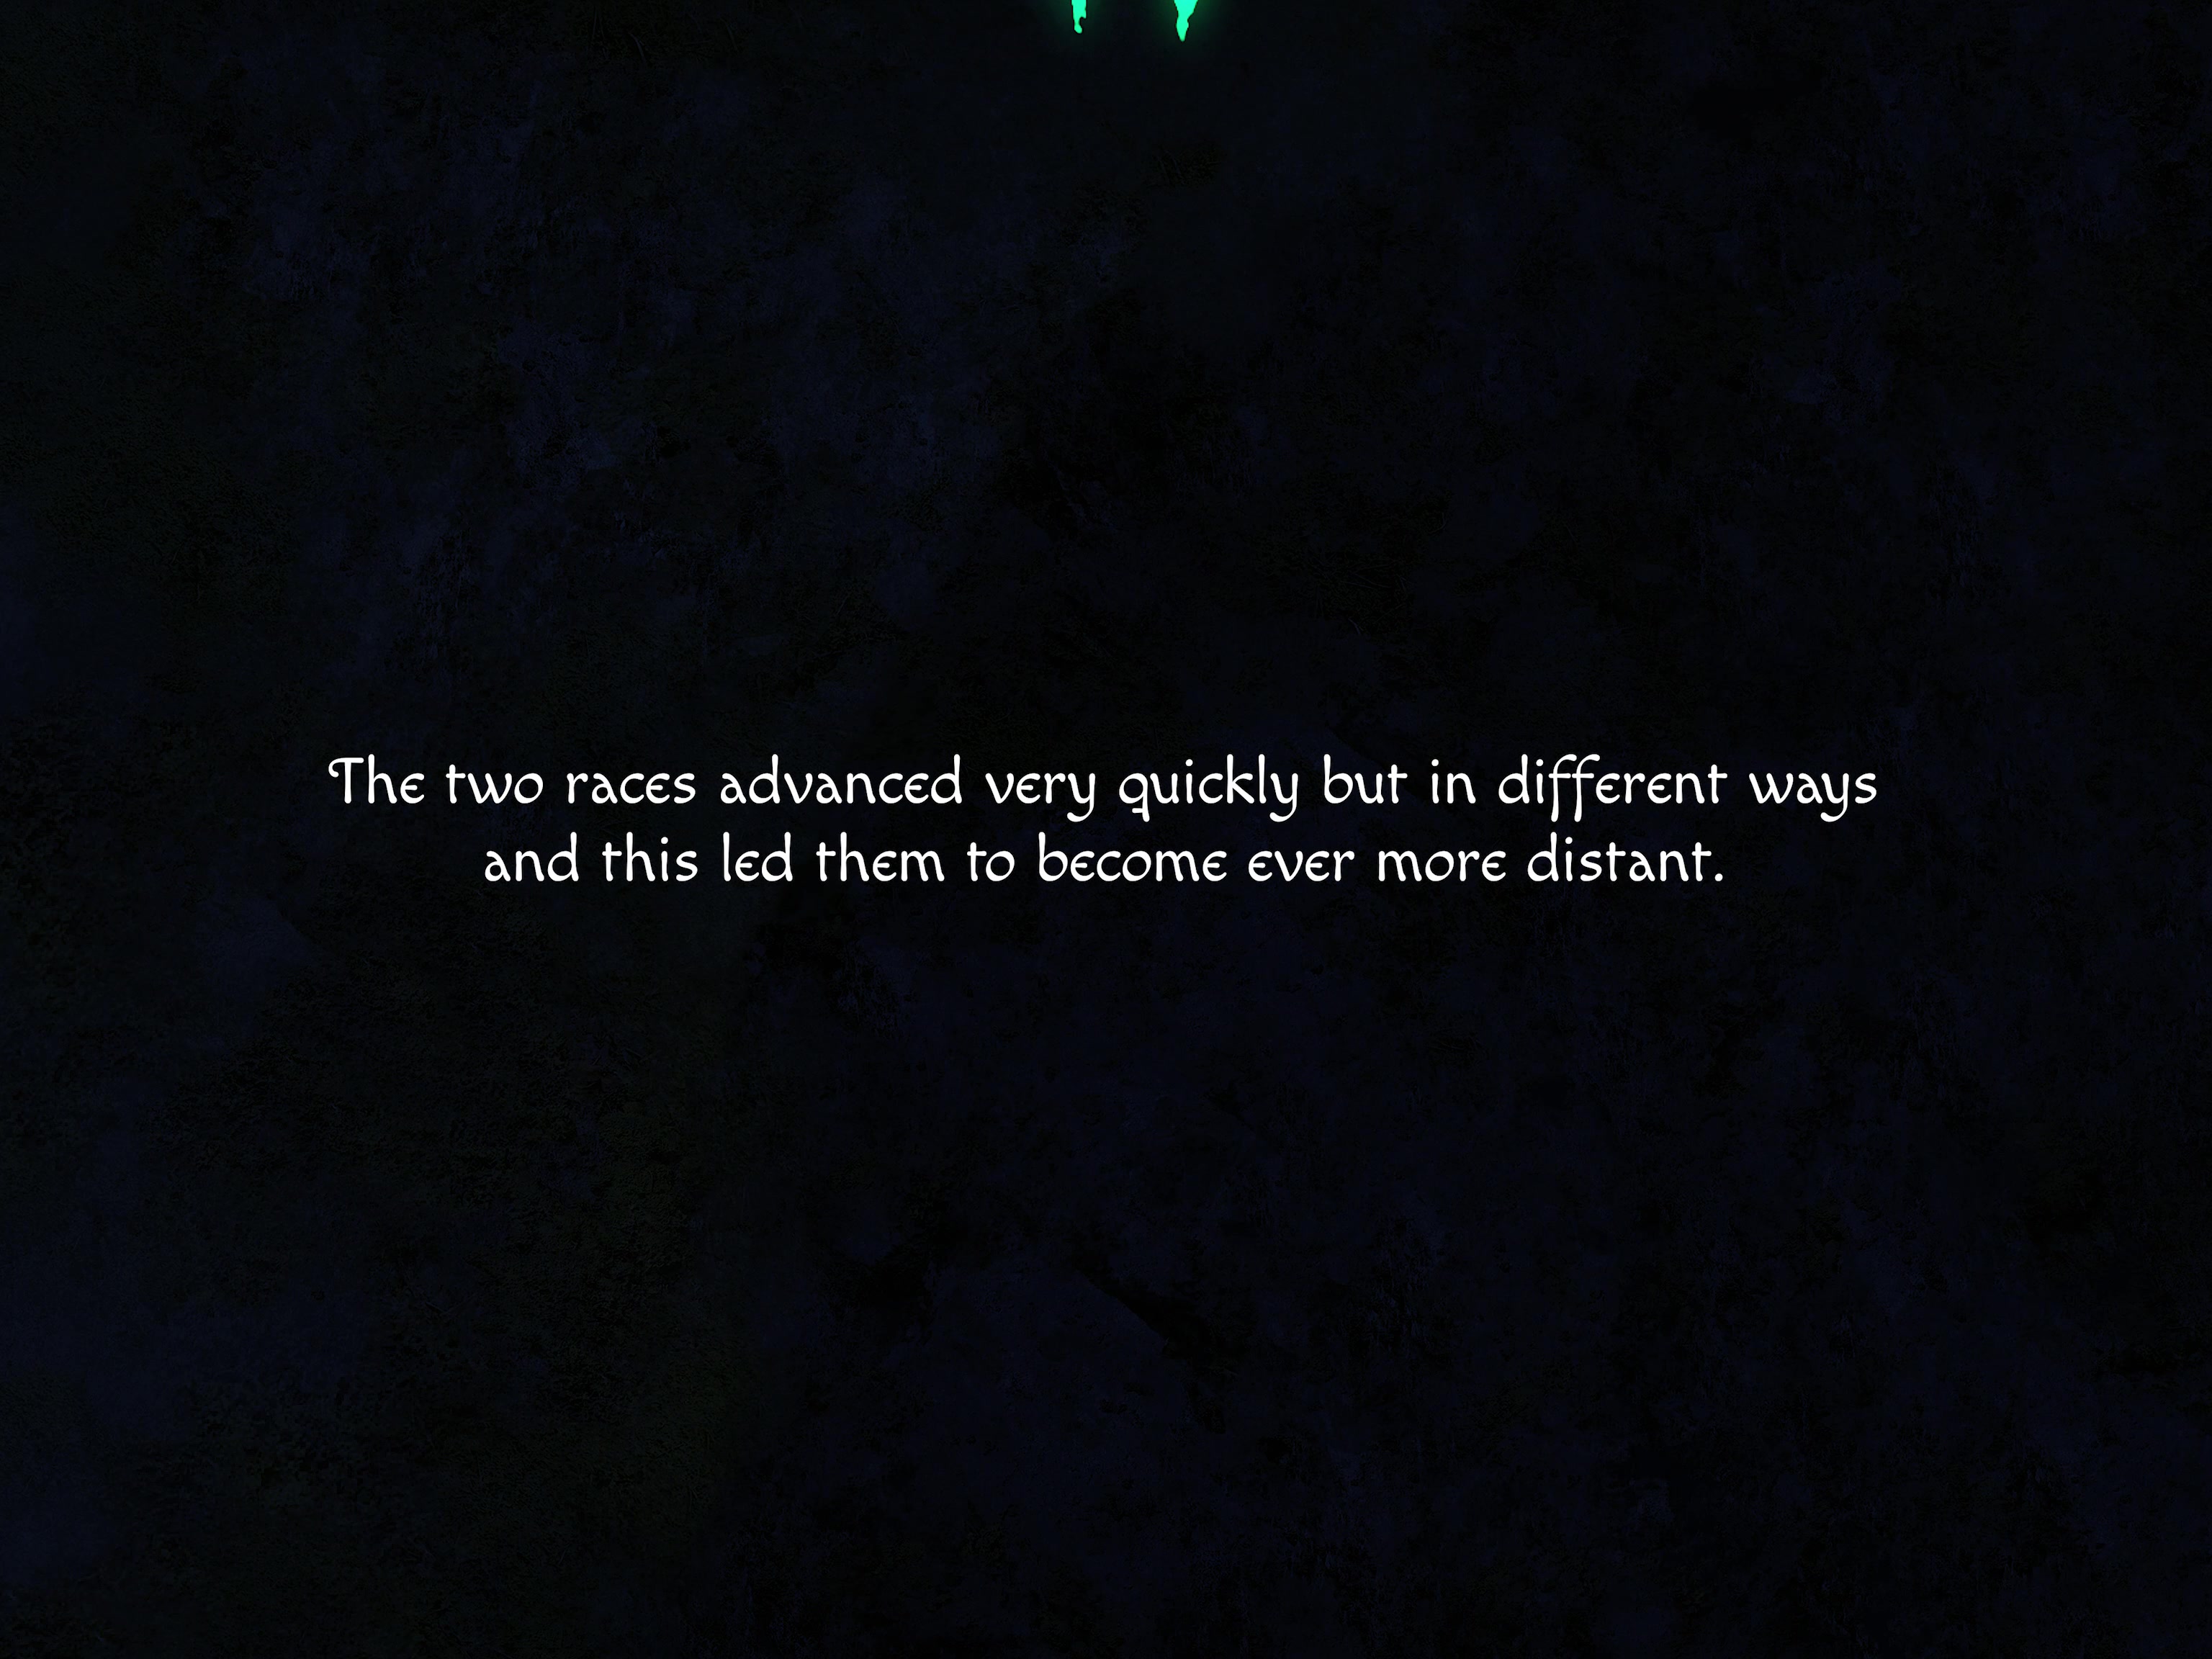 The two races advanced very quickly but in different ways
and this led them to become ever more distant.